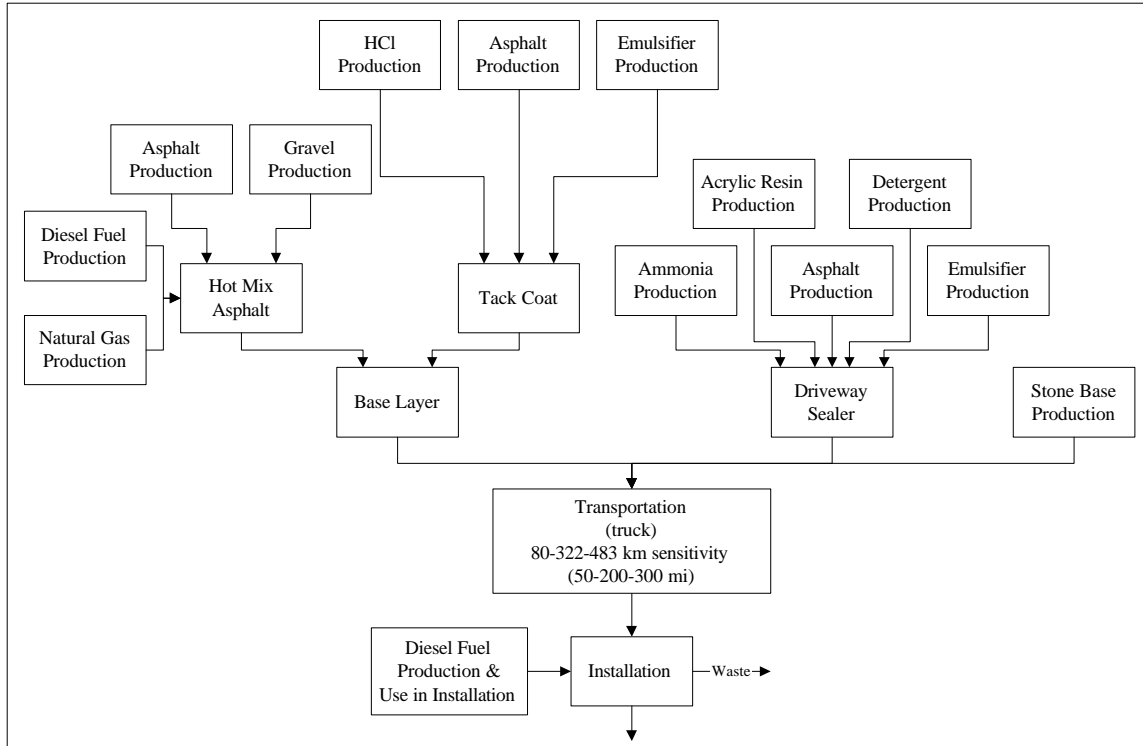 HCl
Production
Asphalt
Production
Emulsifier
Production
Asphalt
Production
Gravel
Production
Acrylic Resin
Production
Detergent
Production
Diesel Fuel
Production
Hot Mix
Asphalt
Tack Coat
Ammonia
Production
Asphalt
Production
Emulsifier
Production
Natural Gas
Production
Base Layer
Driveway
Sealer
Stone Base
Production
Transportation
(truck)
80-322-483 km sensitivity
(50-200-300 mi)
Diesel Fuel
Production &
Use in Installation
Installation
Waste